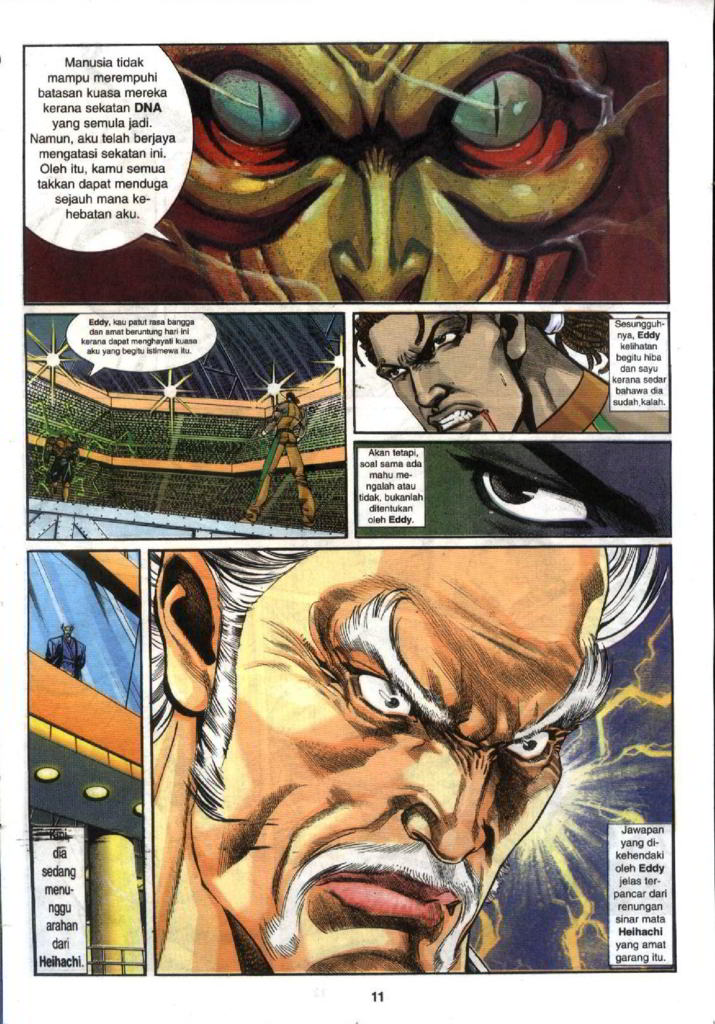 Manusia tidak
mampu merempuhi
batasan kuasa mereka
kerana sekatan DNA
yang semula jadi.
Namun, aku telah berjaya
mengatasi sekatan ini.
Oleh itu, kamu semua
takkan dapat menduga
sejauh mana ke-
hebatan aku.
Eddy, kau patut rasa bangga
dan amat beruntung hari ini
kerana dapat menghayati kuasa
aku yang begitu istimewa itu.
Sesungguh-
nya, Eddy
kelihatan
begitu hiba
dan sayu
kerana sedar
bahawa dia
sudah,kalah.
Akan tetapi,
soal sama ada
mahu me-
ngalah atau
tidak, bukanlah
ditentukan
oleh Eddy.
Kini
dia
sedang
menu-
nggu
arahan
dari
Heihachi.
Jawapan
yang di-
kehendaki
oleh Eddy
jelas ter-
pancar dari
renungan
sinar mata
Heihachi
yang amat
garang itu.
11